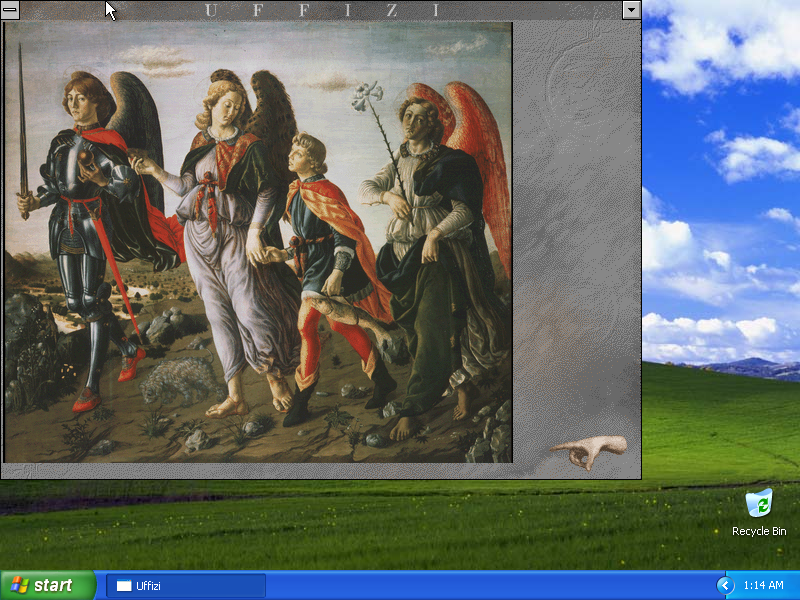 U F F I Z I
Recycle Bin
start
Uffizi
1:14 AM